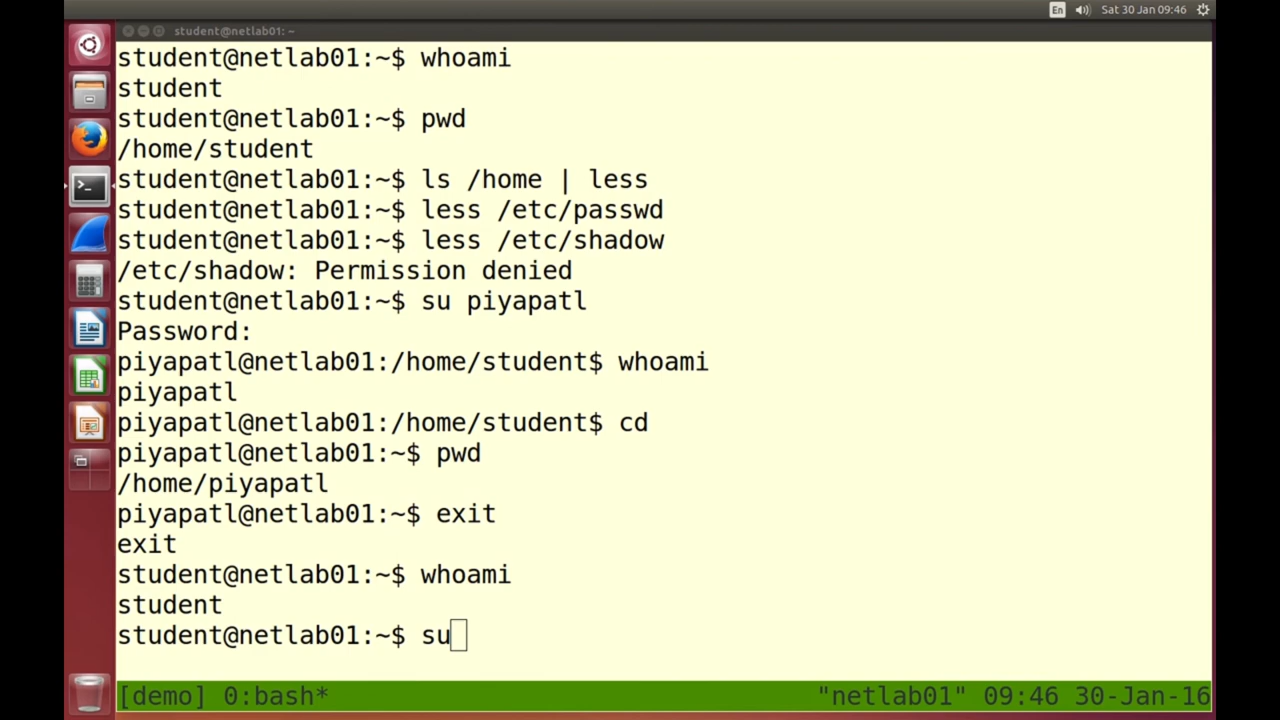 En Sat 30 Jan 09:46
student@netlab01: ~
student@netlab01:~$ whoami
student
student@netlab01:~$ pwd
/home/student
student@netlab01:~$ ls /home | less
student@netlab01:~$ less /etc/passwd
student@netlab01:~$ less /etc/shadow
/etc/shadow: Permission denied
student@netlab01:~$ su piyapatl
Password:
piyapatl@netlab01:/home/student$ whoami
piyapatl
piyapatl@netlab01:/home/student$ cd
piyapatl@netlab01:~$ pwd
/home/piyapatl
piyapatl@netlab01:~$ exit
exit
student@netlab01:~$ whoami
student
student@netlab01:~$ su
[demo] 0:bash* "netlab01" 09:46 30-Jan-16